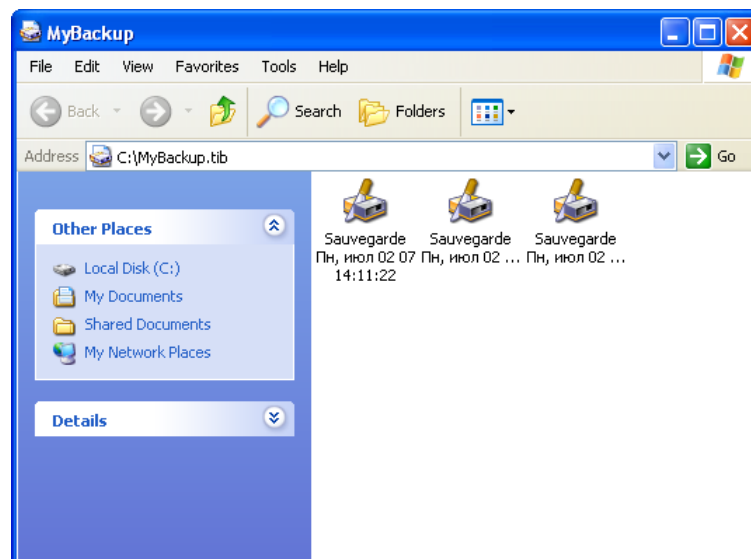 MyBackup
File Edit View Favorites Tools Help
Back Search Folders
Address C:\MyBackup.tib Go
Other Places
Local Disk (C:)
My Documents
Shared Documents
My Network Places
Details
Sauvegarde Sauvegarde Sauvegarde
Пн, июл 02 07 Пн, июл 02 ... Пн, июл 02 ...
14:11:22